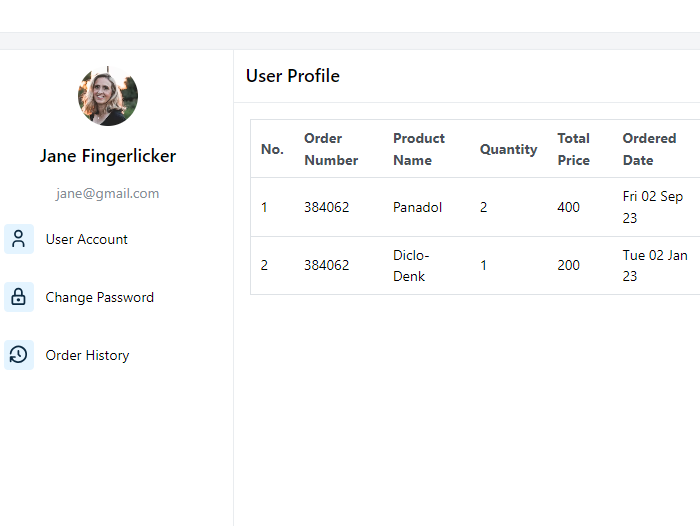 User Profile
Jane Fingerlicker
jane@gmail.com
User Account
Change Password
Order History
No. Order Number Product Name Quantity Total Price Ordered Date
1 384062 Panadol 2 400 Fri 02 Sep 23
2 384062 Diclo-Denk 1 200 Tue 02 Jan 23